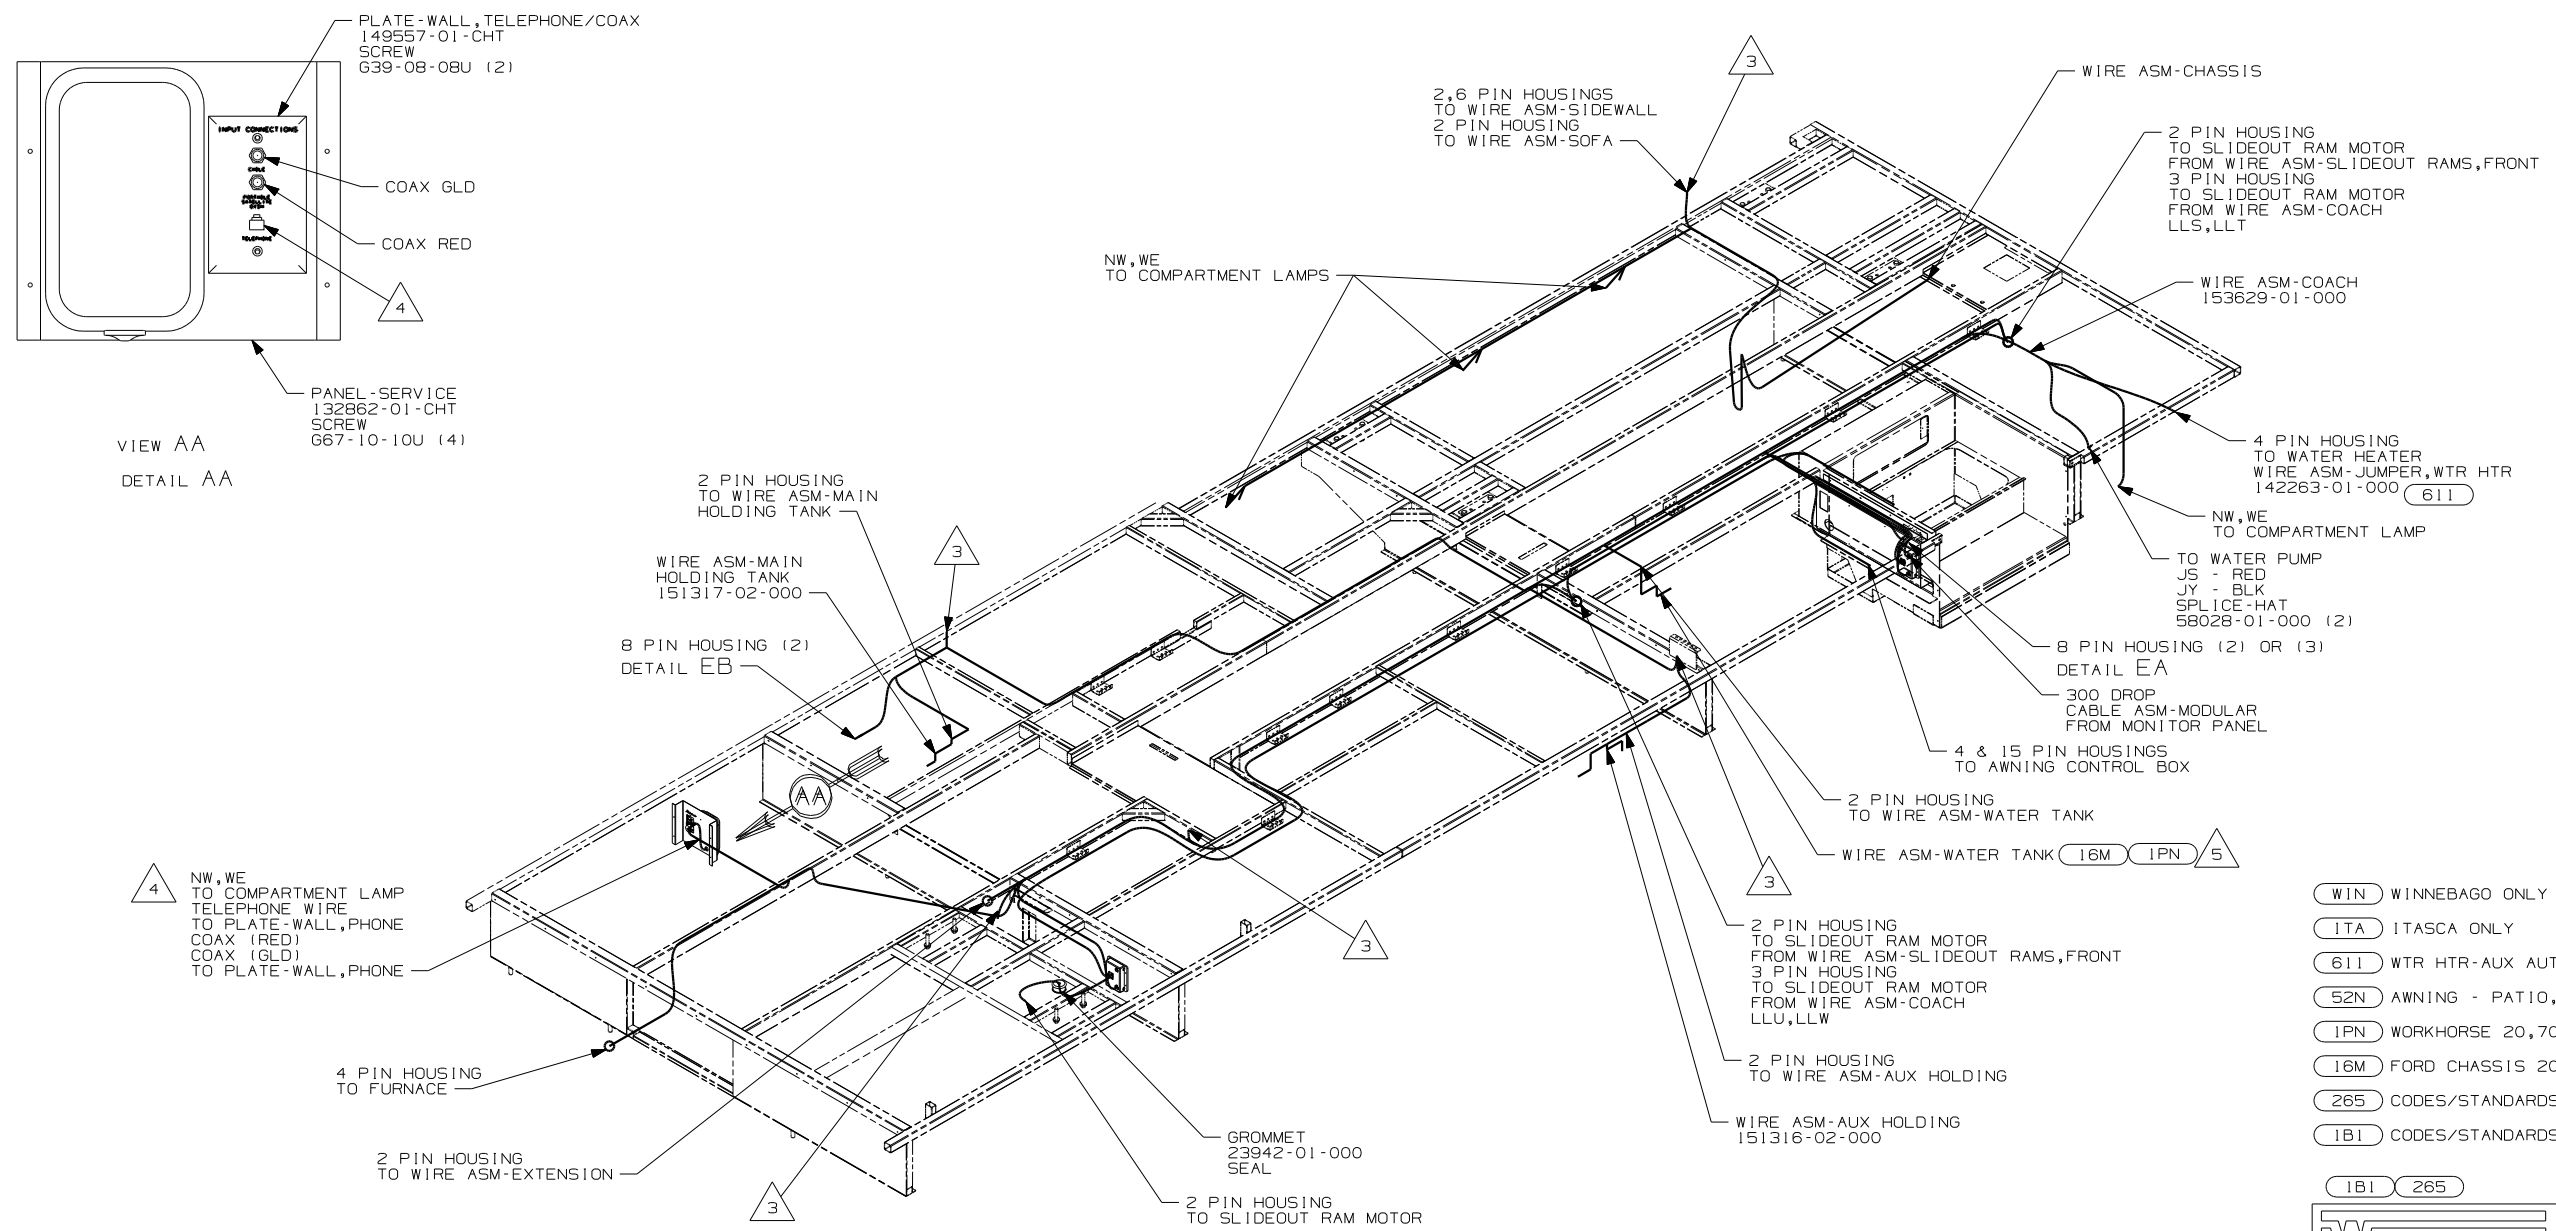 PLATE-WALL,TELEPHONE/COAX
149557-01-CHT
SCREW
G39-08-08U (2)
INPUT CONNECTIONS
CABLE
PORTABLE
SATELLITE
DISH
TELEPHONE
COAX GLD
COAX RED
4
PANEL-SERVICE
132862-01-CHT
SCREW
G67-10-10U (4)
VIEW AA
DETAIL AA
3
2,6 PIN HOUSINGS
TO WIRE ASM-SIDEWALL
2 PIN HOUSING
TO WIRE ASM-SOFA
WIRE ASM-CHASSIS
2 PIN HOUSING
TO SLIDEOUT RAM MOTOR
FROM WIRE ASM-SLIDEOUT RAMS,FRONT
3 PIN HOUSING
TO SLIDEOUT RAM MOTOR
FROM WIRE ASM-COACH
LLS,LLT
NW,WE
TO COMPARTMENT LAMPS
WIRE ASM-COACH
153629-01-000
4 PIN HOUSING
TO WATER HEATER
WIRE ASM-JUMPER,WTR HTR
142263-01-000 611
NW,WE
TO COMPARTMENT LAMP
TO WATER PUMP
JS - RED
JY - BLK
SPLICE-HAT
58028-01-000 (2)
8 PIN HOUSING (2) OR (3)
DETAIL EA
300 DROP
CABLE ASM-MODULAR
FROM MONITOR PANEL
4 & 15 PIN HOUSINGS
TO AWNING CONTROL BOX
2 PIN HOUSING
TO WIRE ASM-MAIN
HOLDING TANK
3
WIRE ASM-MAIN
HOLDING TANK
151317-02-000
8 PIN HOUSING (2)
DETAIL EB
AA
2 PIN HOUSING
TO WIRE ASM-WATER TANK
WIRE ASM-WATER TANK 16M 1PN 5
3
4
NW,WE
TO COMPARTMENT LAMP
TELEPHONE WIRE
TO PLATE-WALL,PHONE
COAX (RED)
COAX (GLD)
TO PLATE-WALL,PHONE
3
2 PIN HOUSING
TO SLIDEOUT RAM MOTOR
FROM WIRE ASM-SLIDEOUT RAMS,FRONT
3 PIN HOUSING
TO SLIDEOUT RAM MOTOR
FROM WIRE ASM-COACH
LLU,LLW
2 PIN HOUSING
TO WIRE ASM-AUX HOLDING
WIRE ASM-AUX HOLDING
151316-02-000
4 PIN HOUSING
TO FURNACE
2 PIN HOUSING
TO WIRE ASM-EXTENSION
3
GROMMET
23942-01-000
SEAL
2 PIN HOUSING
TO SLIDEOUT RAM MOTOR
WIN WINNEBAGO ONLY
ITA ITASCA ONLY
611 WTR HTR-AUX AUT
52N AWNING - PATIO,
1PN WORKHORSE 20,70
16M FORD CHASSIS 20
265 CODES/STANDARDS
1B1 CODES/STANDARDS
1B1 265